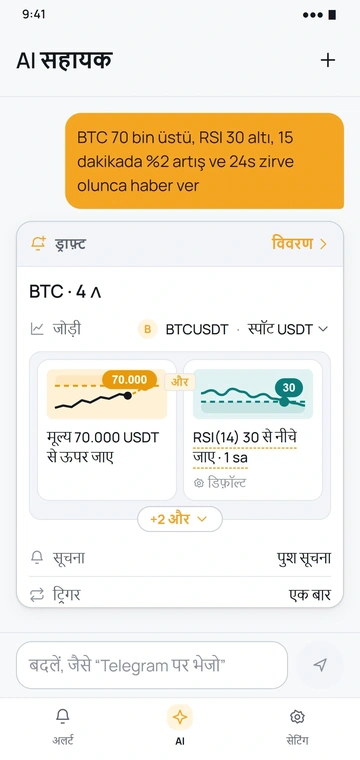 9:41
AI सहायक
BTC 70 bin üstü, RSI 30 altı, 15
dakikada %2 artış ve 24s zirve
olunca haber ver
ड्राफ़्ट
विवरण
BTC · 4 ∧
जोड़ी
B BTCUSDT · स्पॉट USDT
70.000
और
30
मूल्य 70.000 USDT
से ऊपर जाए
RSI(14) 30 से नीचे
जाए · 1 sa
डिफ़ॉल्ट
+2 और
सूचना
पुश सूचना
ट्रिगर
एक बार
बदलें, जैसे “Telegram पर भेजो”
अलर्ट
AI
सेटिंग